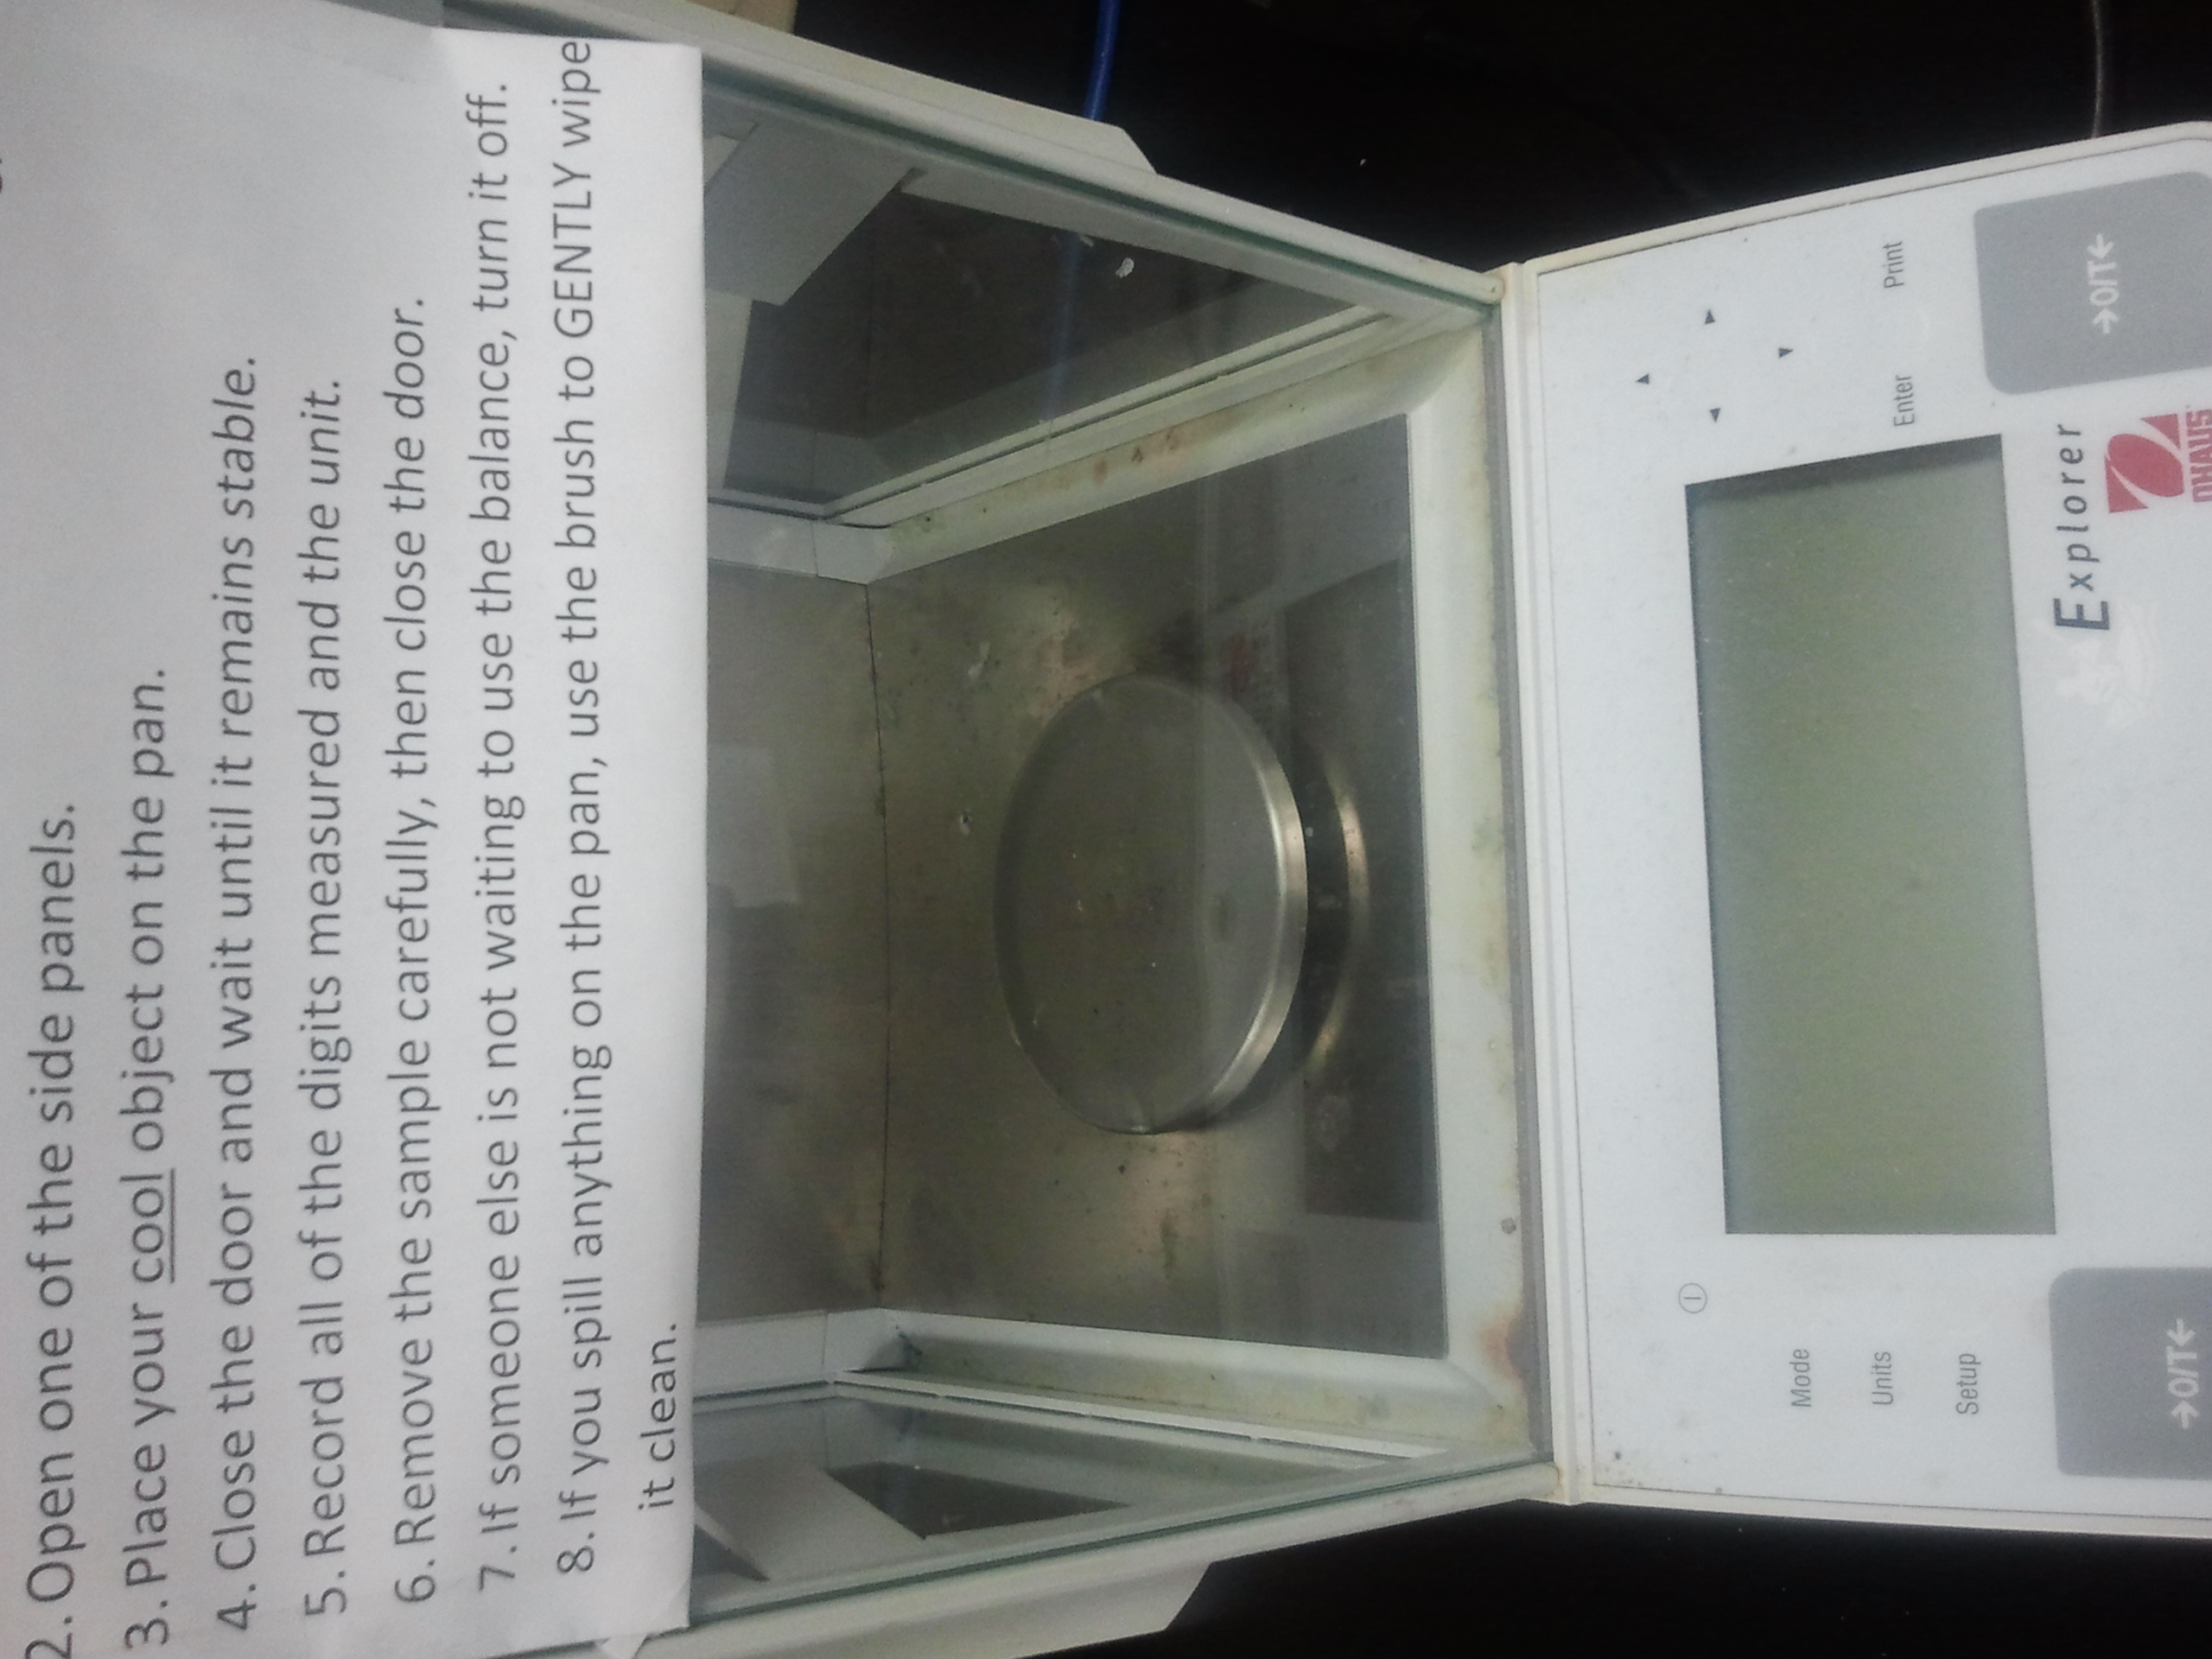 2. Open one of the side panels.
3. Place your cool object on the pan.
4. Close the door and wait until it remains stable.
5. Record all of the digits measured and the unit.
6. Remove the sample carefully, then close the door.
7. If someone else is not waiting to use the balance, turn it off.
8. If you spill anything on the pan, use the brush to GENTLY wipe
it clean.
Mode
Units
Setup
Enter
Print
Explorer
OHAUS
→O/T←
→O/T←